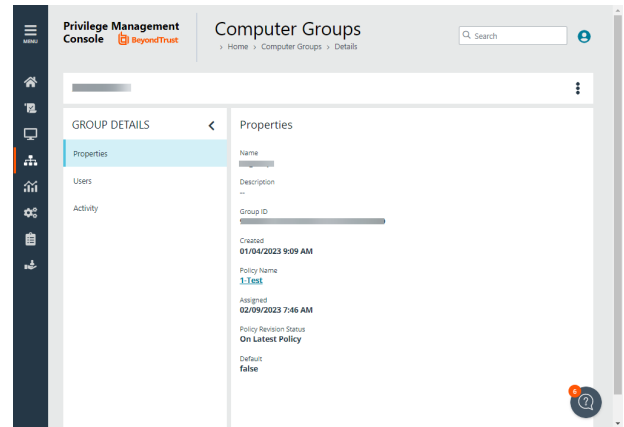 MENU
Privilege Management
Console BeyondTrust
Computer Groups
› Home › Computer Groups › Details
Search
GROUP DETAILS
Properties
Users
Activity
Properties
Name
Description
--
Group ID
Created
01/04/2023 9:09 AM
Policy Name
1-Test
Assigned
02/09/2023 7:46 AM
Policy Revision Status
On Latest Policy
Default
false
6
?